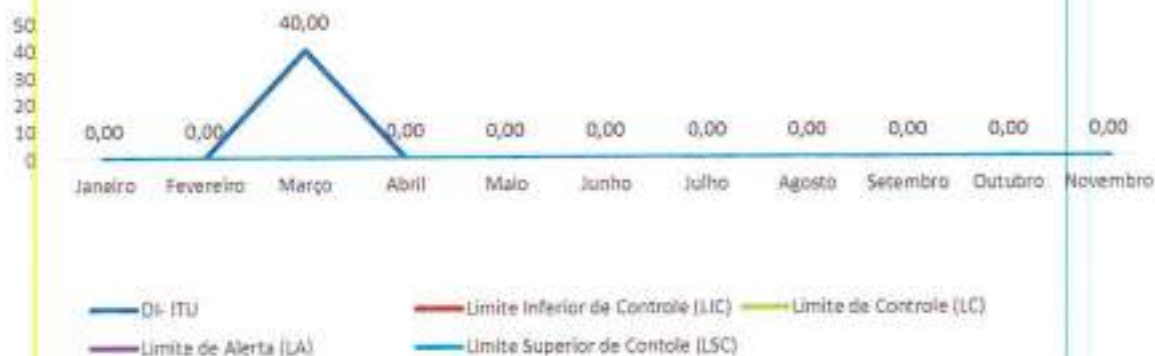 50
40,00
40
30
20
10
0,00 0,00 0,00 0,00 0,00 0,00 0,00 0,00 0,00 0,00
0
Janeiro Fevereiro Março Abril Maio Junho Julho Agosto Setembro Outubro Novembro
DI- ITU Limite Inferior de Controle (LIC) Limite de Controle (LC)
Limite de Alerta (LA) Limite Superior de Contole (LSC)